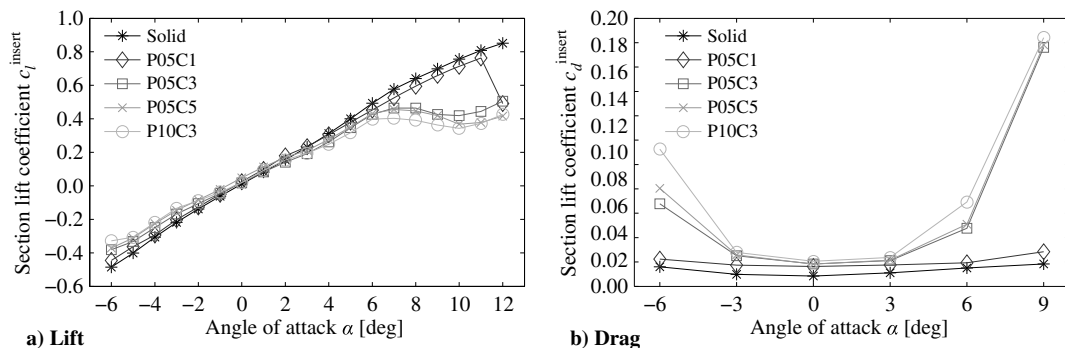 1.0
0.8
0.6
0.4
0.2
0.0
−0.2
−0.4
−0.6
Section lift coefficient c_l^insert
Solid
P05C1
P05C3
P05C5
P10C3
−6 −4 −2 0 2 4 6 8 10 12
Angle of attack α [deg]
a) Lift
0.20
0.18
0.16
0.12
0.12
0.10
0.08
0.06
0.04
0.02
0.00
Section lift coefficient c_d^insert
Solid
P05C1
P05C3
P05C5
P10C3
−6 −3 0 3 6 9
Angle of attack α [deg]
b) Drag